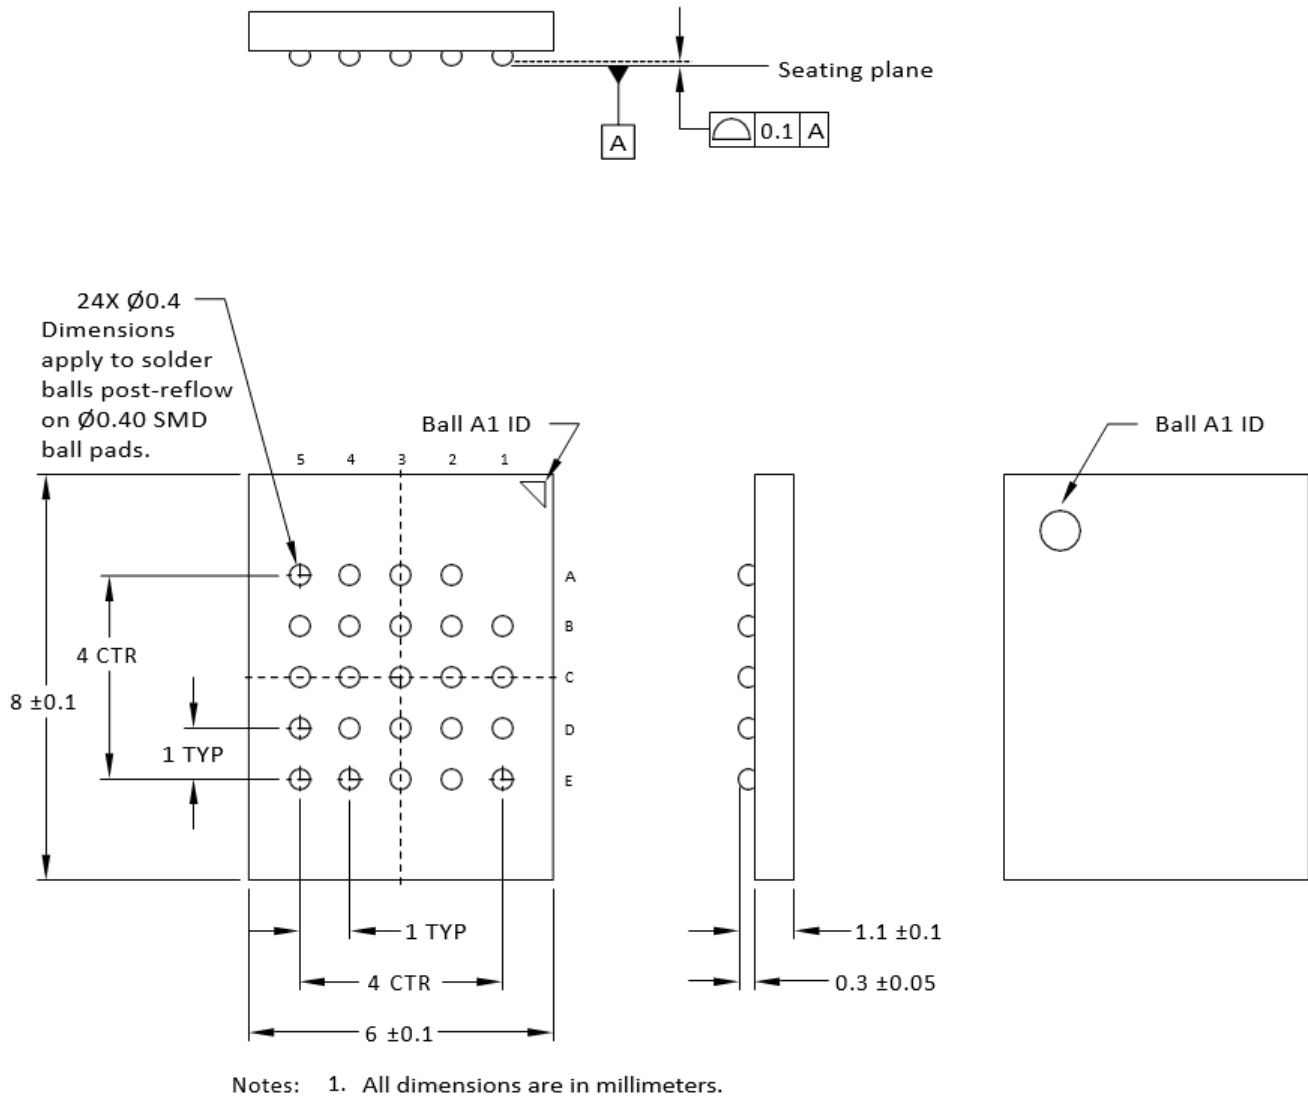 Seating plane
A
0.1 A
24X Ø0.4
Dimensions
apply to solder
balls post-reflow
on Ø0.40 SMD
ball pads.
Ball A1 ID
Ball A1 ID
5 4 3 2 1
A
B
C
D
E
4 CTR
8 ±0.1
1 TYP
1 TYP
4 CTR
6 ±0.1
1.1 ±0.1
0.3 ±0.05
Notes: 1. All dimensions are in millimeters.